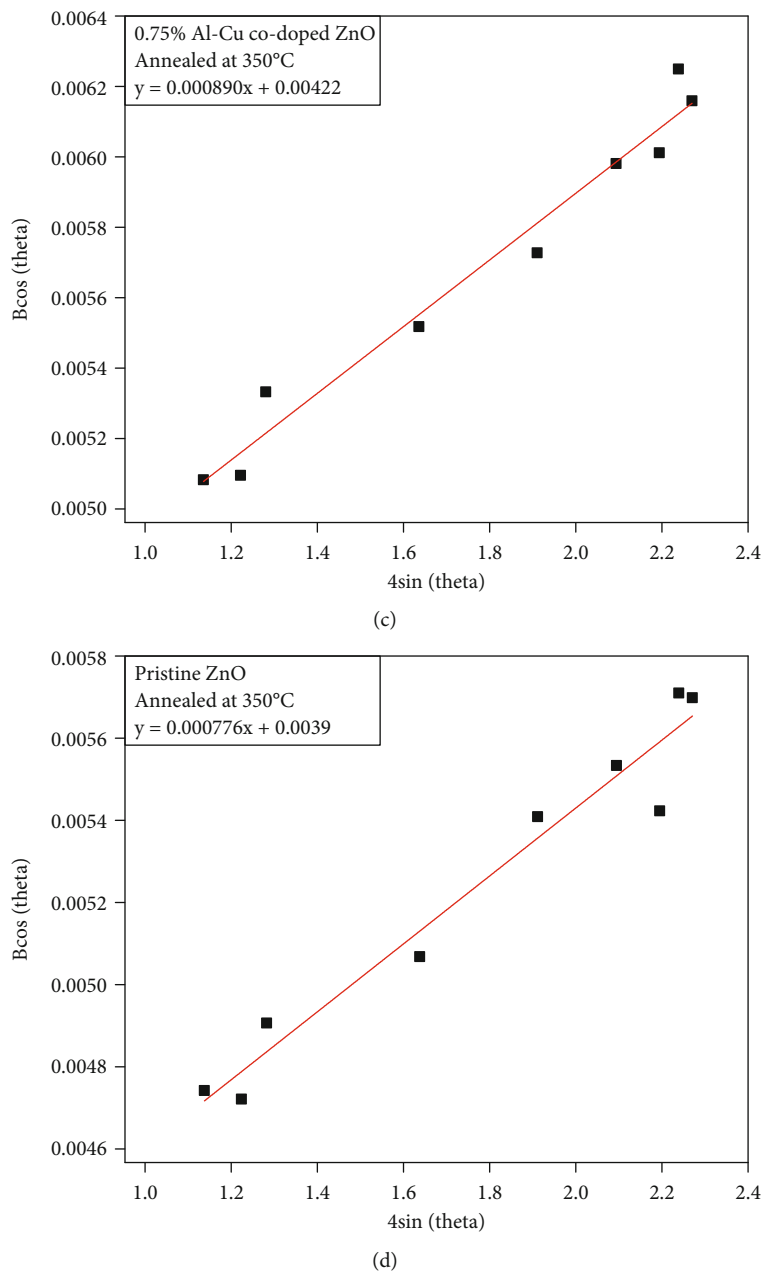 0.75% Al-Cu co-doped ZnO
Annealed at 350°C
y = 0.000890x + 0.00422
0.0064
0.0062
0.0060
0.0058
0.0056
0.0054
0.0052
0.0050
Bcos (theta)
1.0 1.2 1.4 1.6 1.8 2.0 2.2 2.4
4sin (theta)
(c)
Pristine ZnO
Annealed at 350°C
y = 0.000776x + 0.0039
0.0058
0.0056
0.0054
0.0052
0.0050
0.0048
0.0046
Bcos (theta)
1.0 1.2 1.4 1.6 1.8 2.0 2.2 2.4
4sin (theta)
(d)